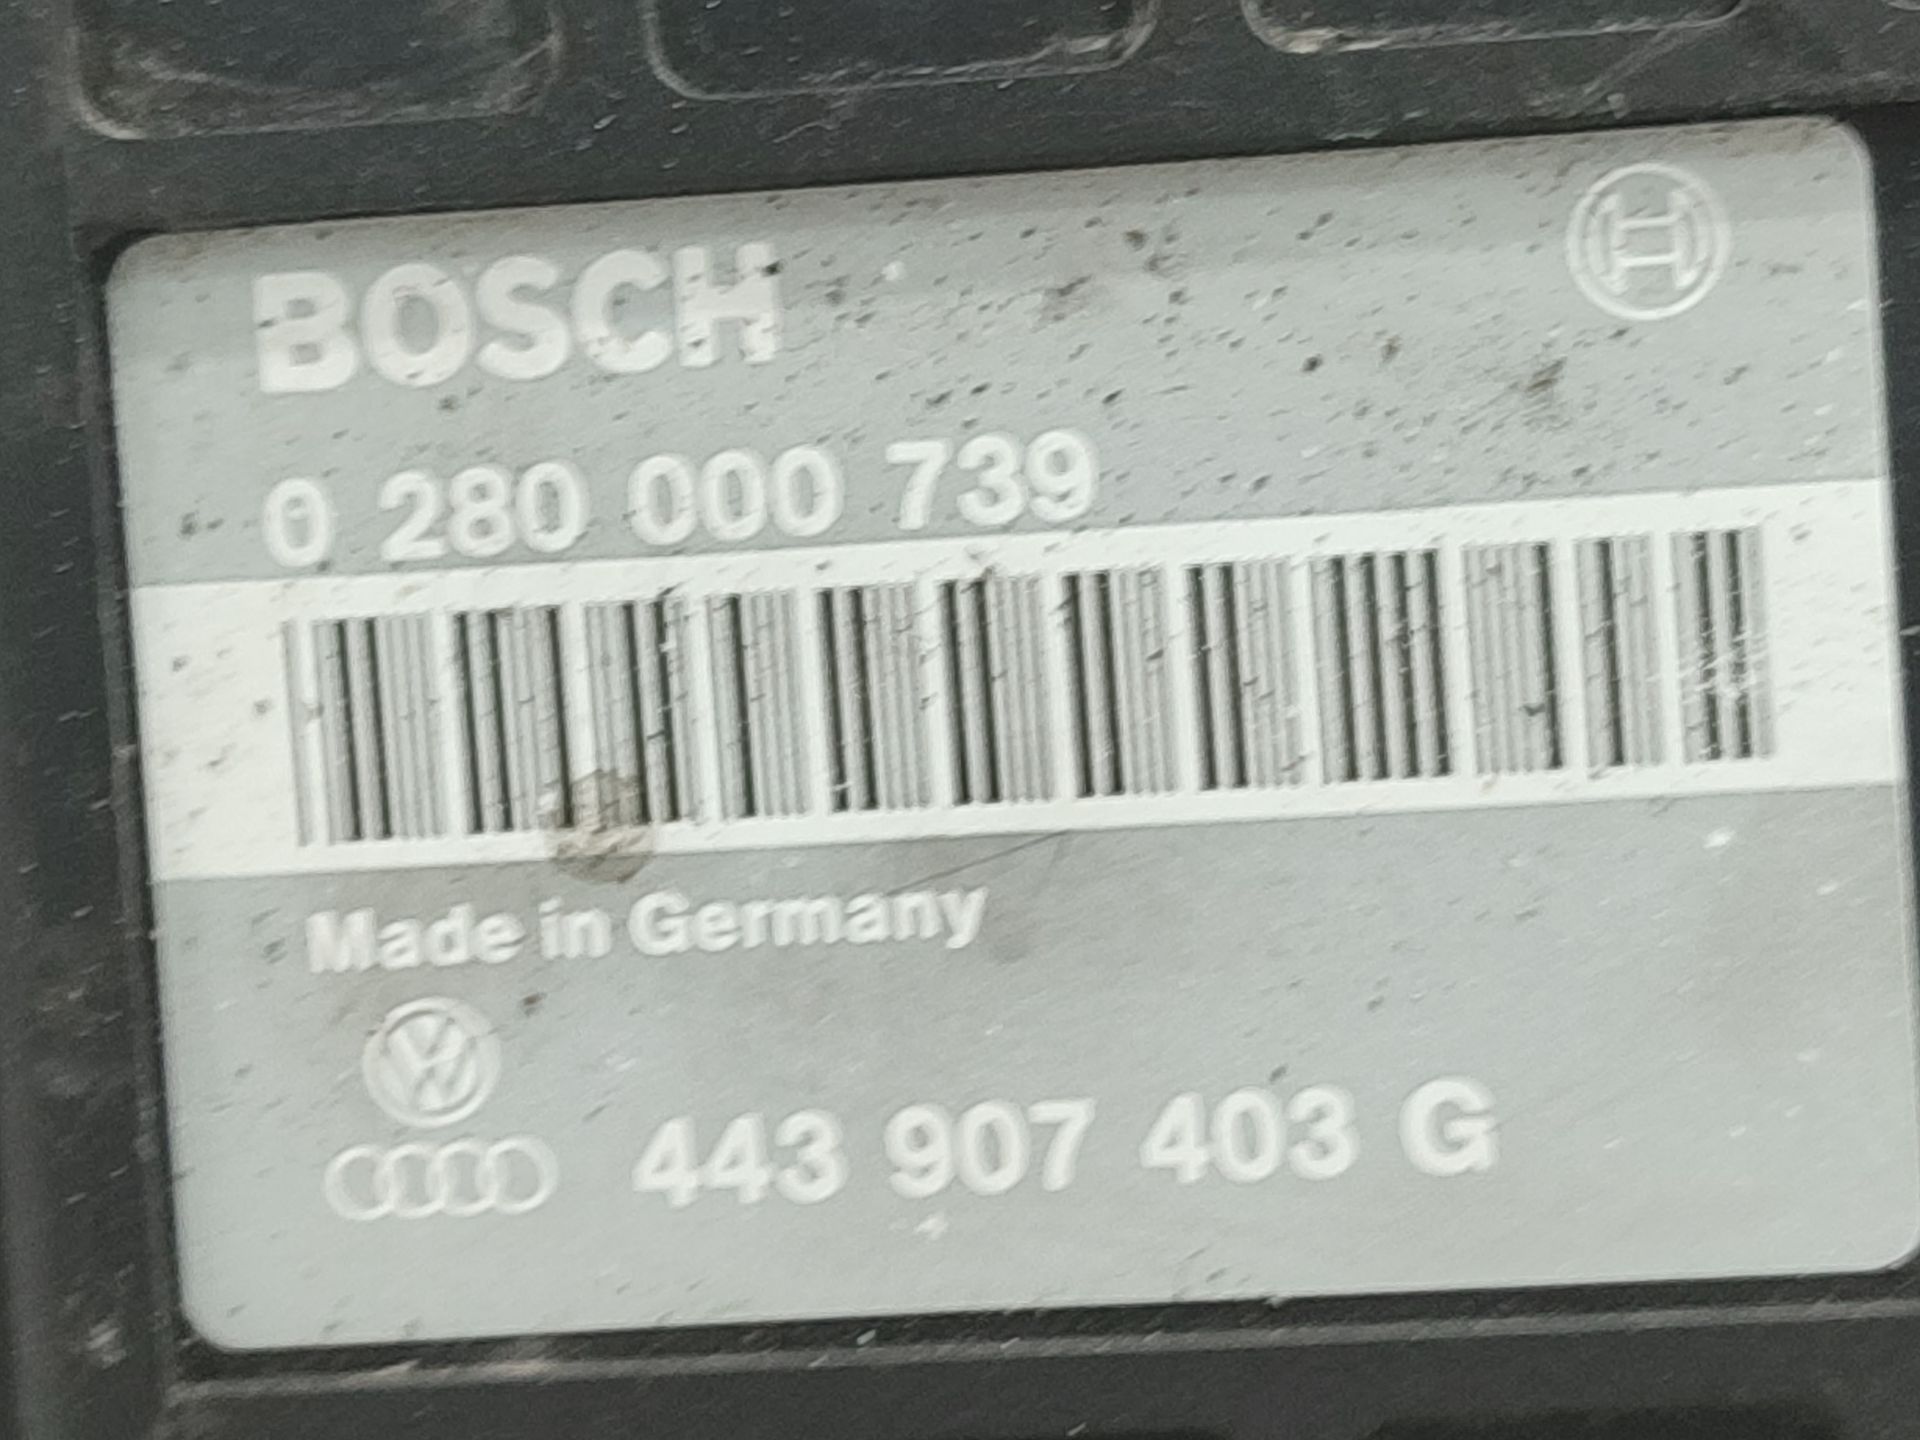 BOSCH
0 280 000 739
Made in Germany
443 907 403 G